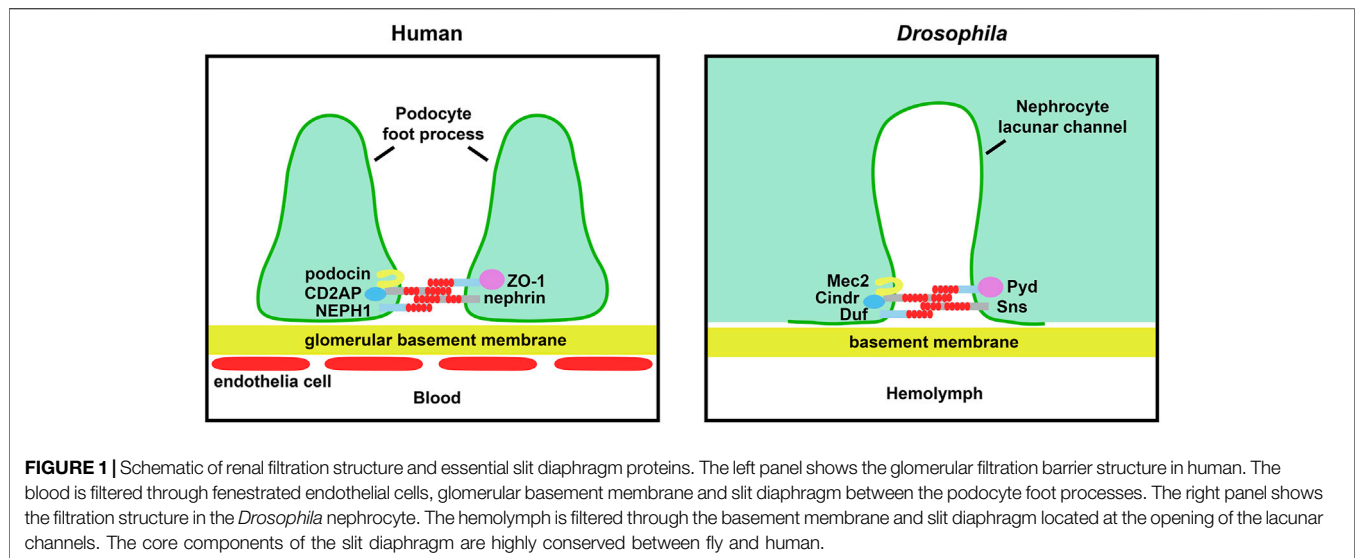 Human
Podocyte
foot process
podocin
CD2AP
NEPH1
ZO-1
nephrin
glomerular basement membrane
endothelia cell
Blood
Drosophila
Nephrocyte
lacunar channel
Mec2
Cindr
Duf
Pyd
Sns
basement membrane
Hemolymph
FIGURE 1 | Schematic of renal filtration structure and essential slit diaphragm proteins. The left panel shows the glomerular filtration barrier structure in human. The
blood is filtered through fenestrated endothelial cells, glomerular basement membrane and slit diaphragm between the podocyte foot processes. The right panel shows
the filtration structure in the Drosophila nephrocyte. The hemolymph is filtered through the basement membrane and slit diaphragm located at the opening of the lacunar
channels. The core components of the slit diaphragm are highly conserved between fly and human.